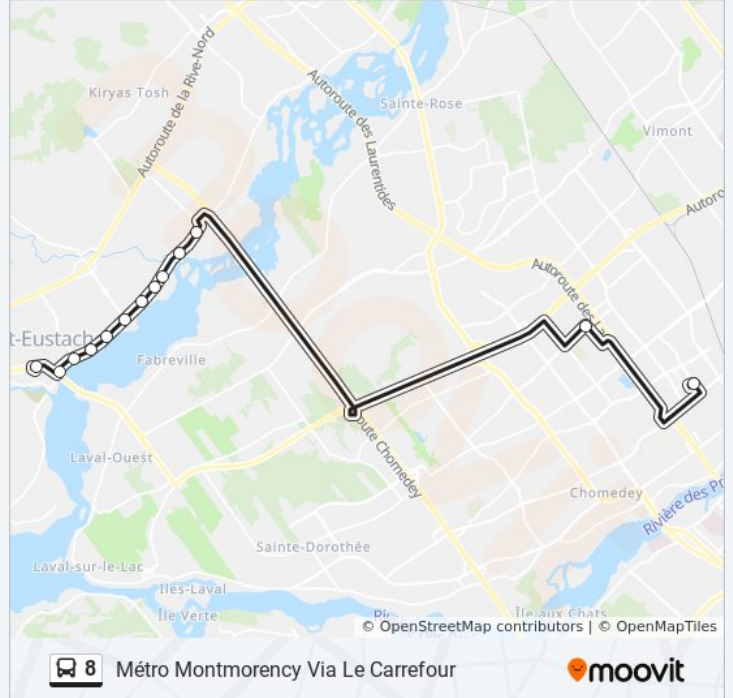 Autoroute de la Rive-Nord
Kiryas Tosh
Autoroute des Laurentides
Sainte-Rose
Vimont
Autoro
Autoroute des La
t-Eustach
Fabreville
oute Chomedey
Laval-Ouest
Chomedey
Rivière des Pr
Sainte-Dorothée
Laval-sur-le-Lac
Iles-Laval
Île Verte
Île aux Chats
© OpenStreetMap contributors | © OpenMapTiles
8 Métro Montmorency Via Le Carrefour
moovit